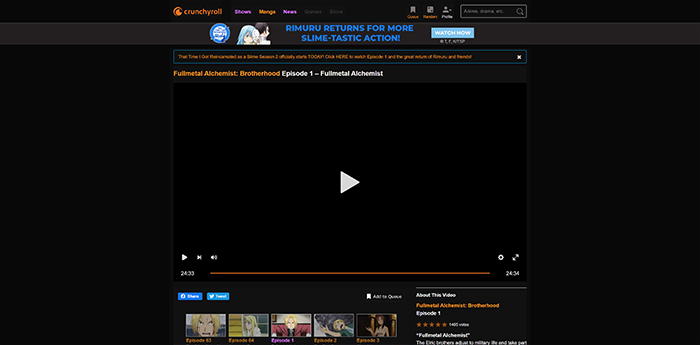 crunchyroll
Shows
Manga
News
Games
Store
Queue
Random
Profile
Anime, drama, etc.
RIMURU RETURNS FOR MORE
SLIME-TASTIC ACTION!
WATCH NOW
That Time I Got Reincarnated as a Slime Season 2 officially starts TODAY! Click HERE to watch Episode 1 and the great return of Rimuru and friends!
Fullmetal Alchemist: Brotherhood Episode 1 – Fullmetal Alchemist
24:33
24:34
Share
Tweet
Add to Queue
Episode 63
Episode 64
Episode 1
Episode 2
Episode 3
About This Video
Fullmetal Alchemist: Brotherhood
Episode 1
1465 votes
"Fullmetal Alchemist"
The Elric brothers adjust to military life and take part